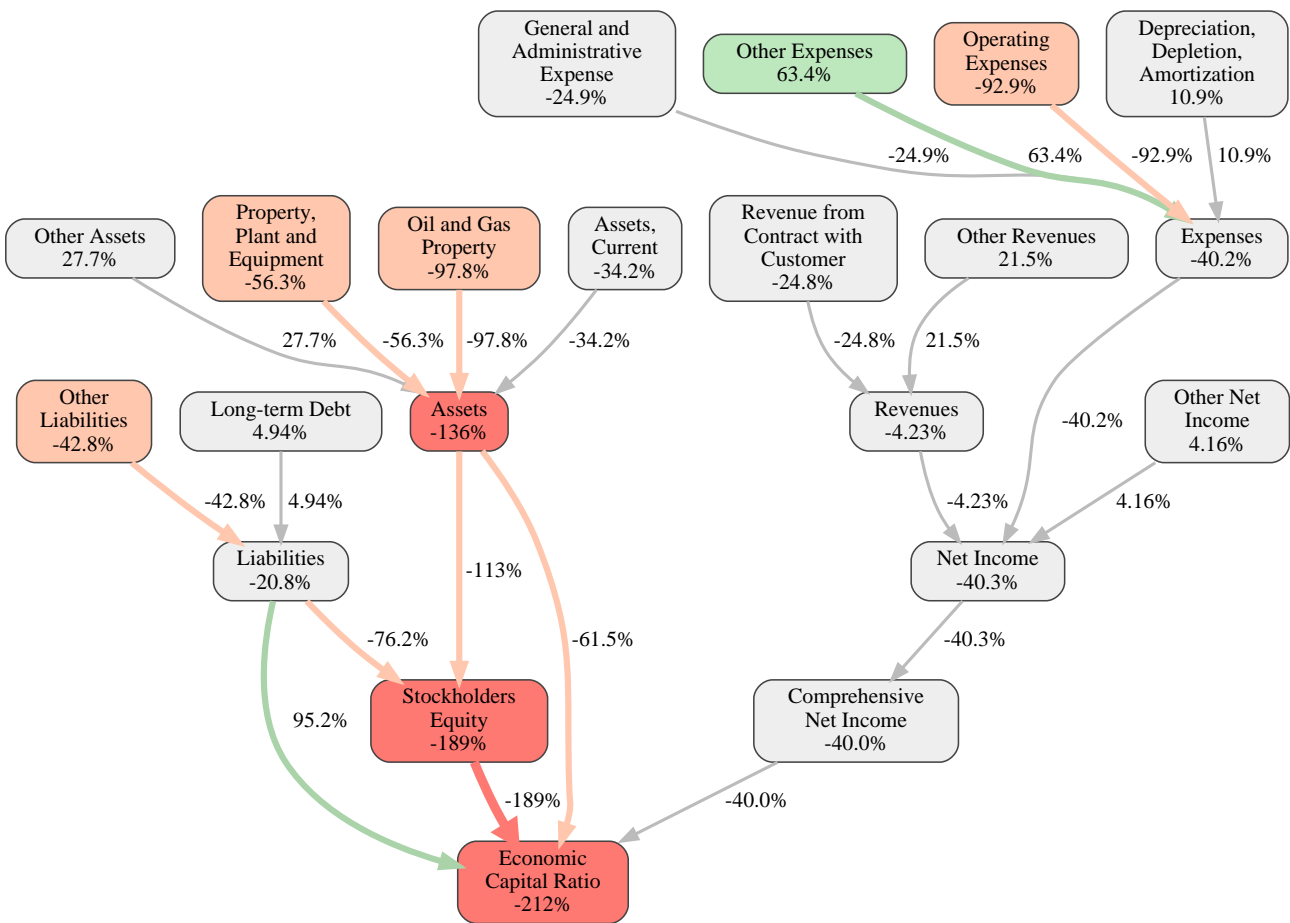 General and
Administrative
Expense
-24.9%
Other Expenses
63.4%
Operating
Expenses
-92.9%
Depreciation,
Depletion,
Amortization
10.9%
-24.9%
63.4%
-92.9%
10.9%
Other Assets
27.7%
Property,
Plant and
Equipment
-56.3%
Oil and Gas
Property
-97.8%
Assets,
Current
-34.2%
Revenue from
Contract with
Customer
-24.8%
Other Revenues
21.5%
Expenses
-40.2%
27.7%
-56.3%
-97.8%
-34.2%
-24.8%
21.5%
Other
Liabilities
-42.8%
Long-term Debt
4.94%
Assets
-136%
Revenues
-4.23%
-40.2%
Other Net
Income
4.16%
-42.8%
4.94%
-4.23%
4.16%
Liabilities
-20.8%
-113%
Net Income
-40.3%
-76.2%
-61.5%
-40.3%
95.2%
Stockholders
Equity
-189%
Comprehensive
Net Income
-40.0%
-189%
-40.0%
Economic
Capital Ratio
-212%